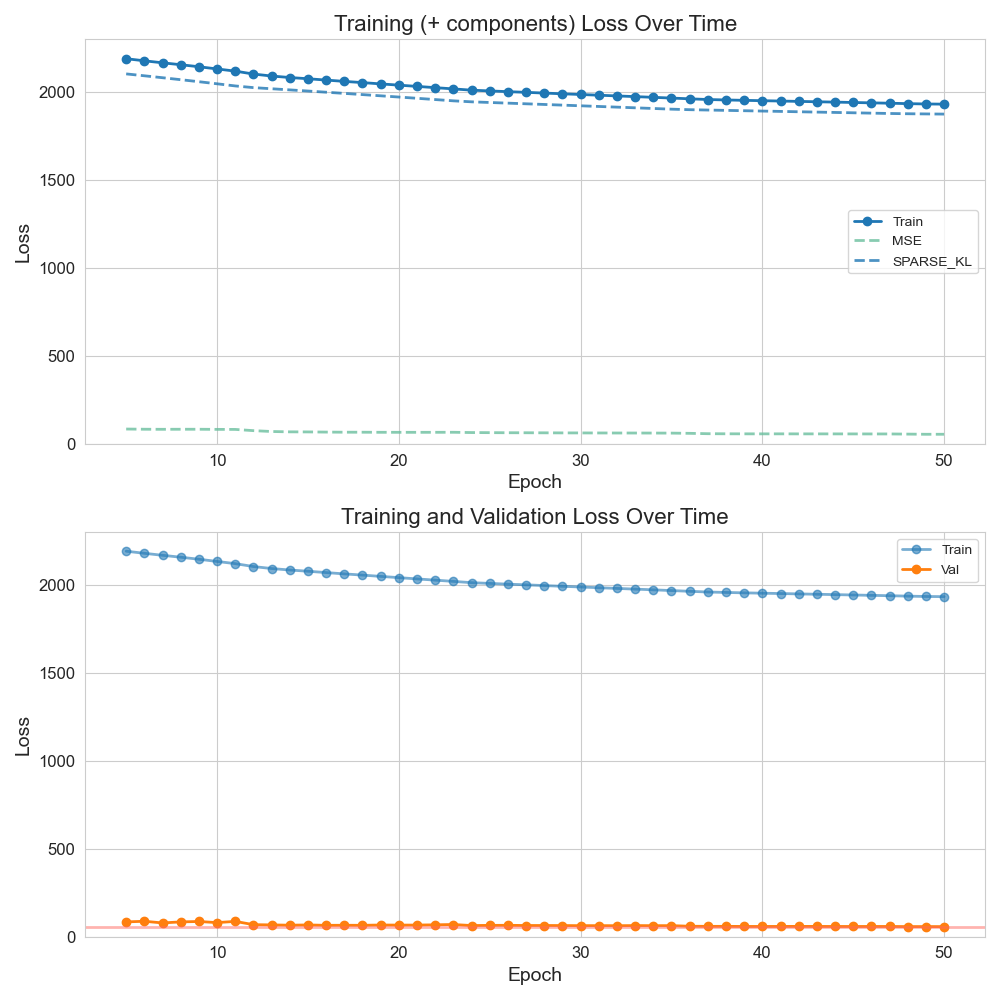 Training (+ components) Loss Over Time
Loss
2000
1500
1000
500
0
Train
MSE
SPARSE_KL
10
20
30
40
50
Epoch
Training and Validation Loss Over Time
Loss
2000
1500
1000
500
0
Train
Val
10
20
30
40
50
Epoch